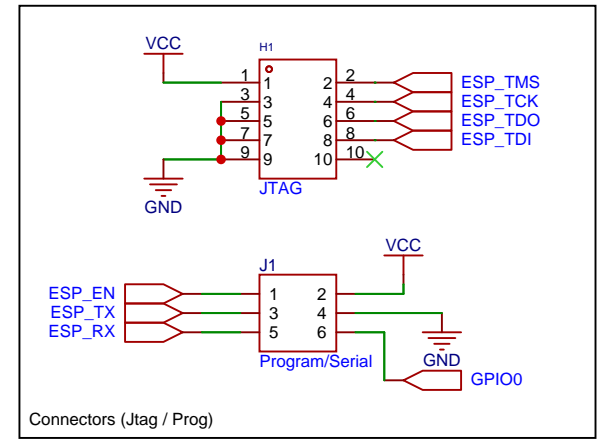 VCC
H1
1 1 2 2 ESP_TMS
3 3 4 4 ESP_TCK
5 5 6 6 ESP_TDO
7 7 8 8 ESP_TDI
9 9 10 10
GND
JTAG
VCC
J1
ESP_EN 1 2
ESP_TX 3 4
ESP_RX 5 6
GND
Program/Serial
GPIO0
Connectors (Jtag / Prog)